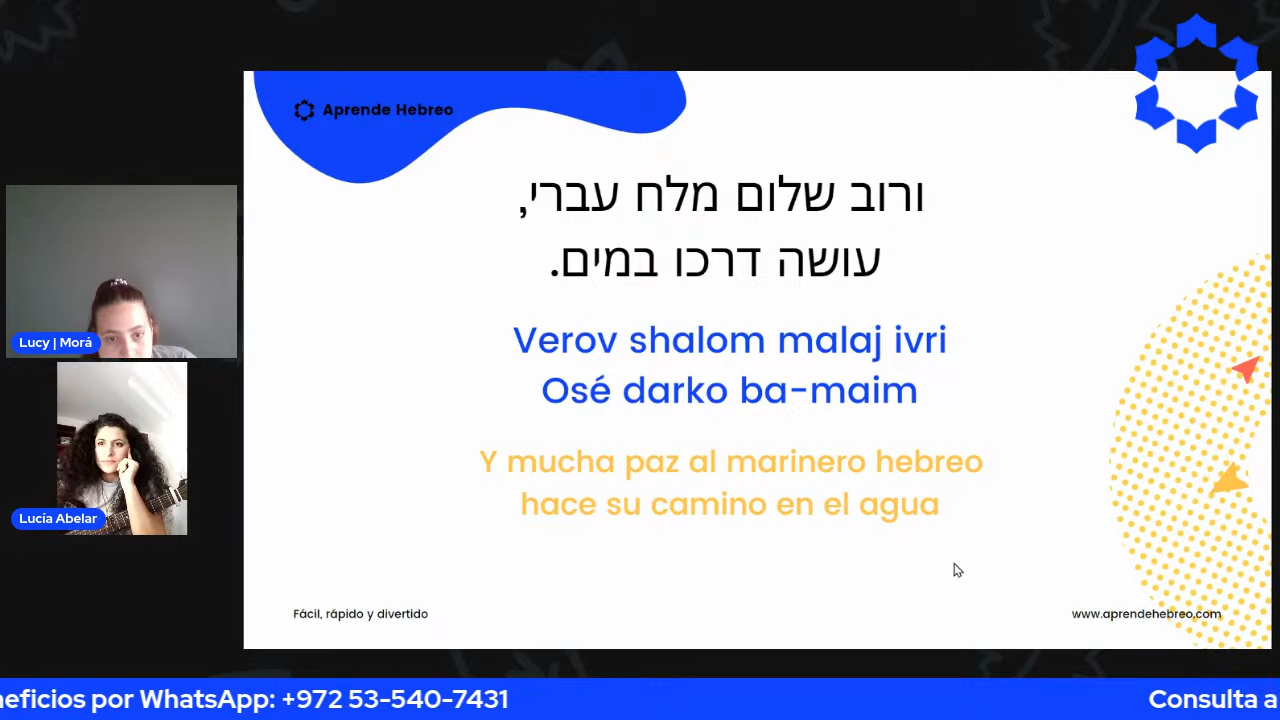 Aprende Hebreo
ורוב שלום מלח עברי,
עושה דרכו במים.
Verov shalom malaj ivri
Osé darko ba-maim
Y mucha paz al marinero hebreo
hace su camino en el agua
Lucy | Morá
Lucía Abelar
Fácil, rápido y divertido
www.aprendehebreo.com
neficios por WhatsApp: +972 53-540-7431
Consulta a